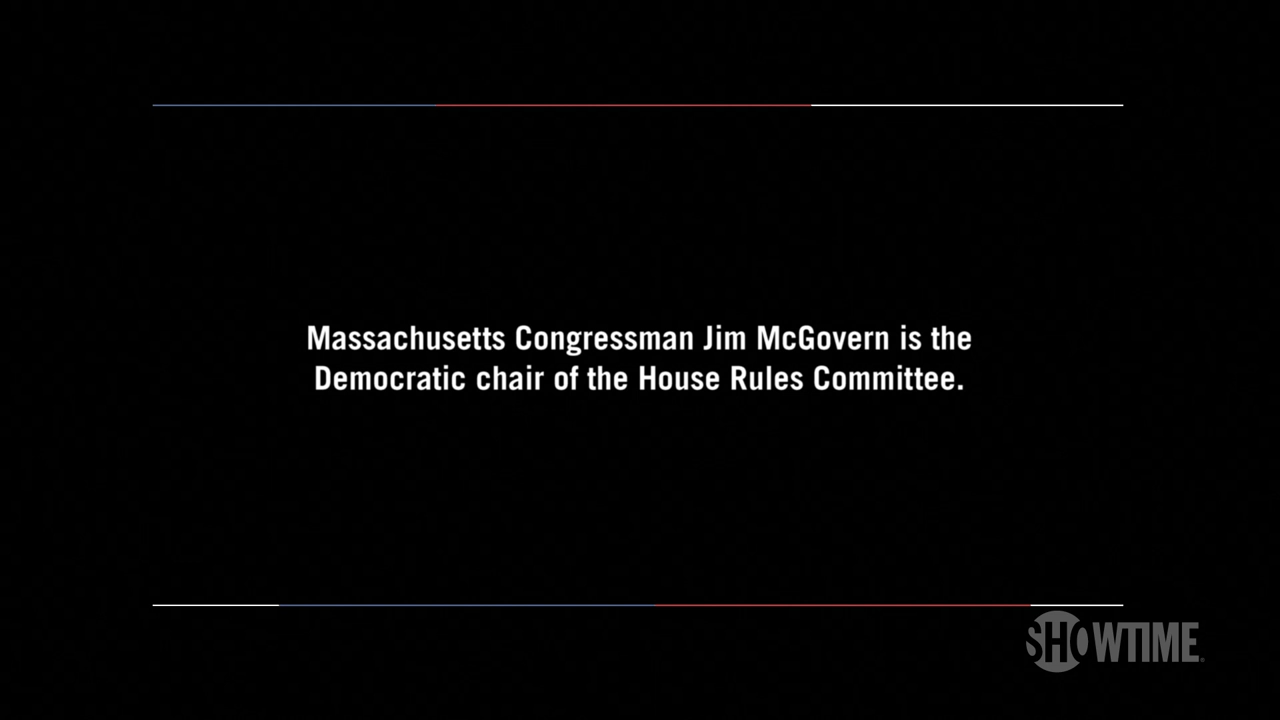 Massachusetts Congressman Jim McGovern is the
Democratic chair of the House Rules Committee.
SHOWTIME